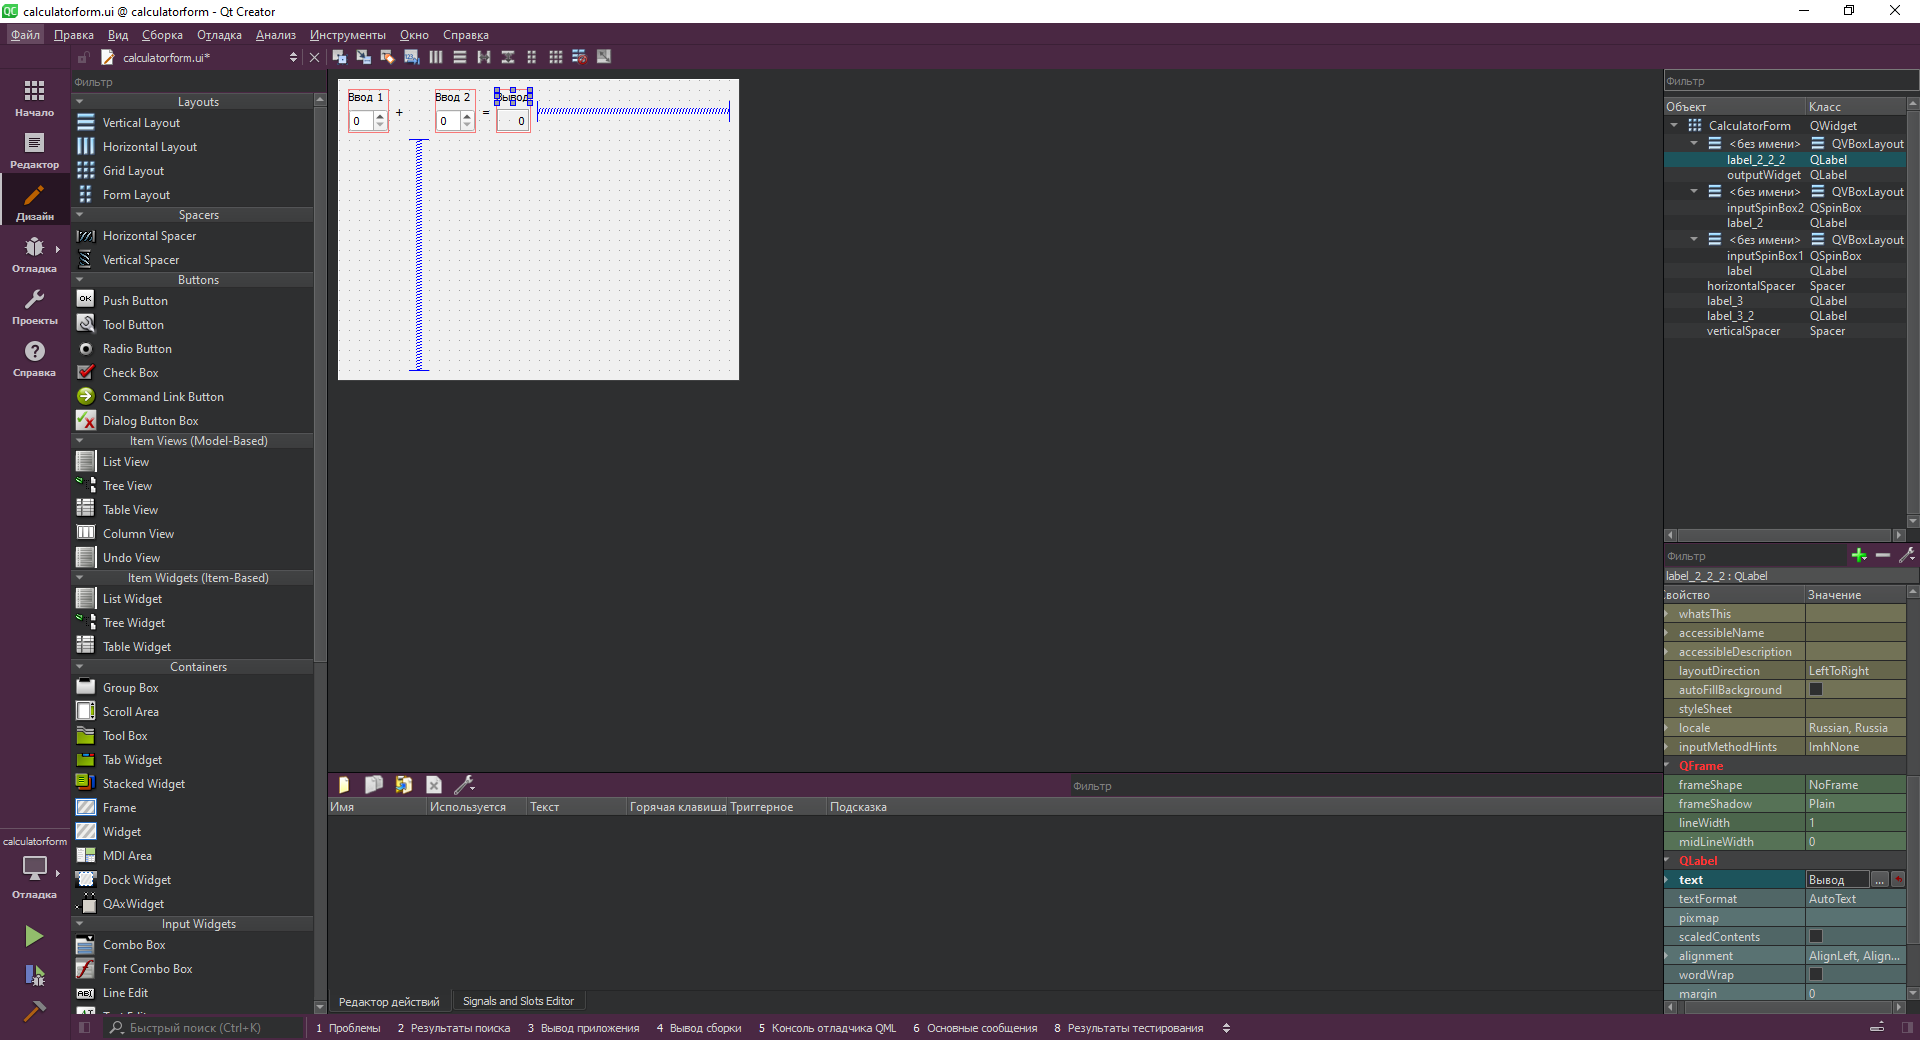 calculatorform.ui @ calculatorform - Qt Creator
Файл Правка Вид Сборка Отладка Анализ Инструменты Окно Справка
calculatorform.ui*
Начало
Редактор
Дизайн
Отладка
Проекты
Справка
calculatorform
Отладка
Фильтр
Layouts
Vertical Layout
Horizontal Layout
Grid Layout
Form Layout
Spacers
Horizontal Spacer
Vertical Spacer
Buttons
OK Push Button
Tool Button
Radio Button
Check Box
Command Link Button
Dialog Button Box
Item Views (Model-Based)
List View
Tree View
Table View
Column View
Undo View
Item Widgets (Item-Based)
List Widget
Tree Widget
Table Widget
Containers
Group Box
Scroll Area
Tool Box
Tab Widget
Stacked Widget
Frame
Widget
MDI Area
Dock Widget
QAxWidget
Input Widgets
Combo Box
Font Combo Box
Line Edit
Ввод 1 Ввод 2 Вывод
0 + 0 = 0
Фильтр
Имя Используется Текст Горячая клавиша Триггерное Подсказка
Редактор действий Signals and Slots Editor
Фильтр
Объект Класс
CalculatorForm QWidget
<без имени> QVBoxLayout
label_2_2_2 QLabel
outputWidget QLabel
<без имени> QVBoxLayout
inputSpinBox2 QSpinBox
label_2 QLabel
<без имени> QVBoxLayout
inputSpinBox1 QSpinBox
label QLabel
horizontalSpacer Spacer
label_3 QLabel
label_3_2 QLabel
verticalSpacer Spacer
Фильтр
label_2_2_2 : QLabel
войство Значение
whatsThis
accessibleName
accessibleDescription
layoutDirection LeftToRight
autoFillBackground
styleSheet
locale Russian, Russia
inputMethodHints ImhNone
QFrame
frameShape NoFrame
frameShadow Plain
lineWidth 1
midLineWidth 0
QLabel
text Вывод ...
textFormat AutoText
pixmap
scaledContents
alignment AlignLeft, Align...
wordWrap
margin 0
Быстрый поиск (Ctrl+K) 1 Проблемы 2 Результаты поиска 3 Вывод приложения 4 Вывод сборки 5 Консоль отладчика QML 6 Основные сообщения 8 Результаты тестирования